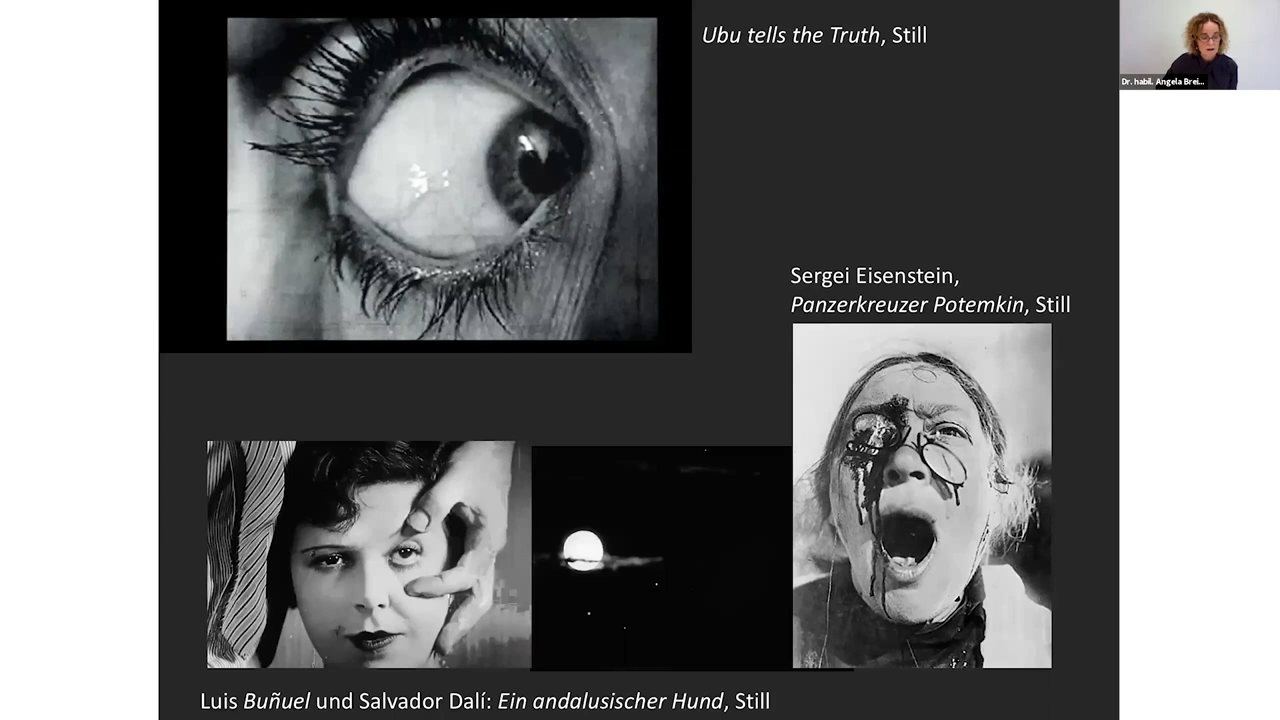 Ubu tells the Truth, Still
Dr. habil. Angela Brei...
Sergei Eisenstein,
Panzerkreuzer Potemkin, Still
Luis Buñuel und Salvador Dalí: Ein andalusischer Hund, Still